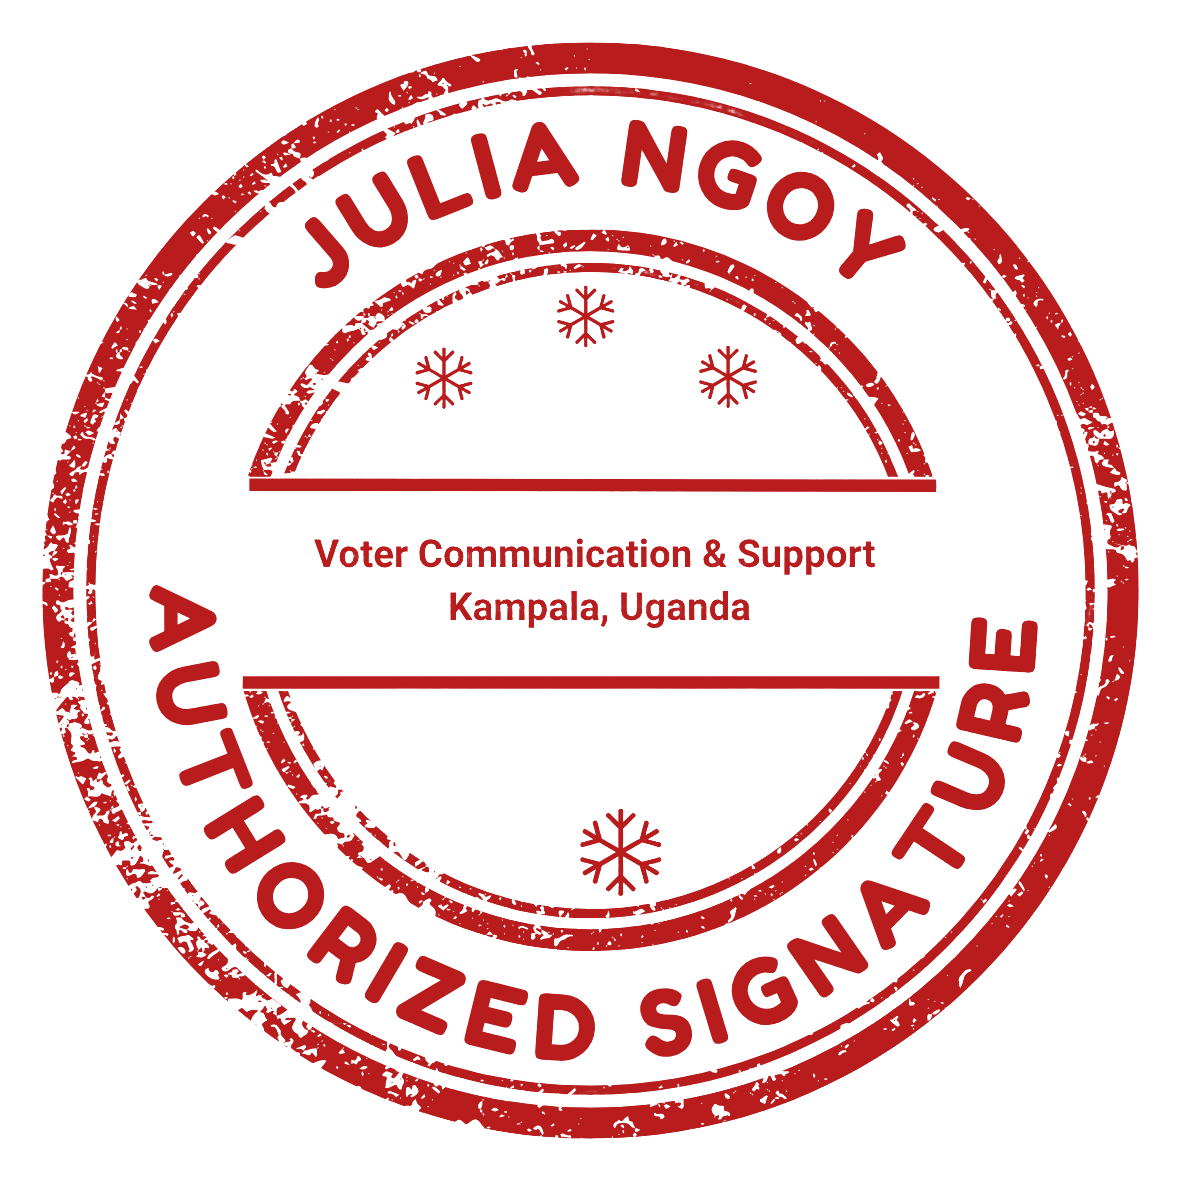 JULIA NGOY
Voter Communication & Support
Kampala, Uganda
AUTHORIZED SIGNATURE